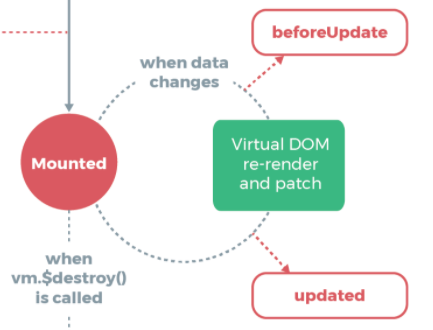 beforeUpdate
when data
changes
Virtual DOM
re-render
and patch
Mounted
when
vm.$destroy()
is called
updated